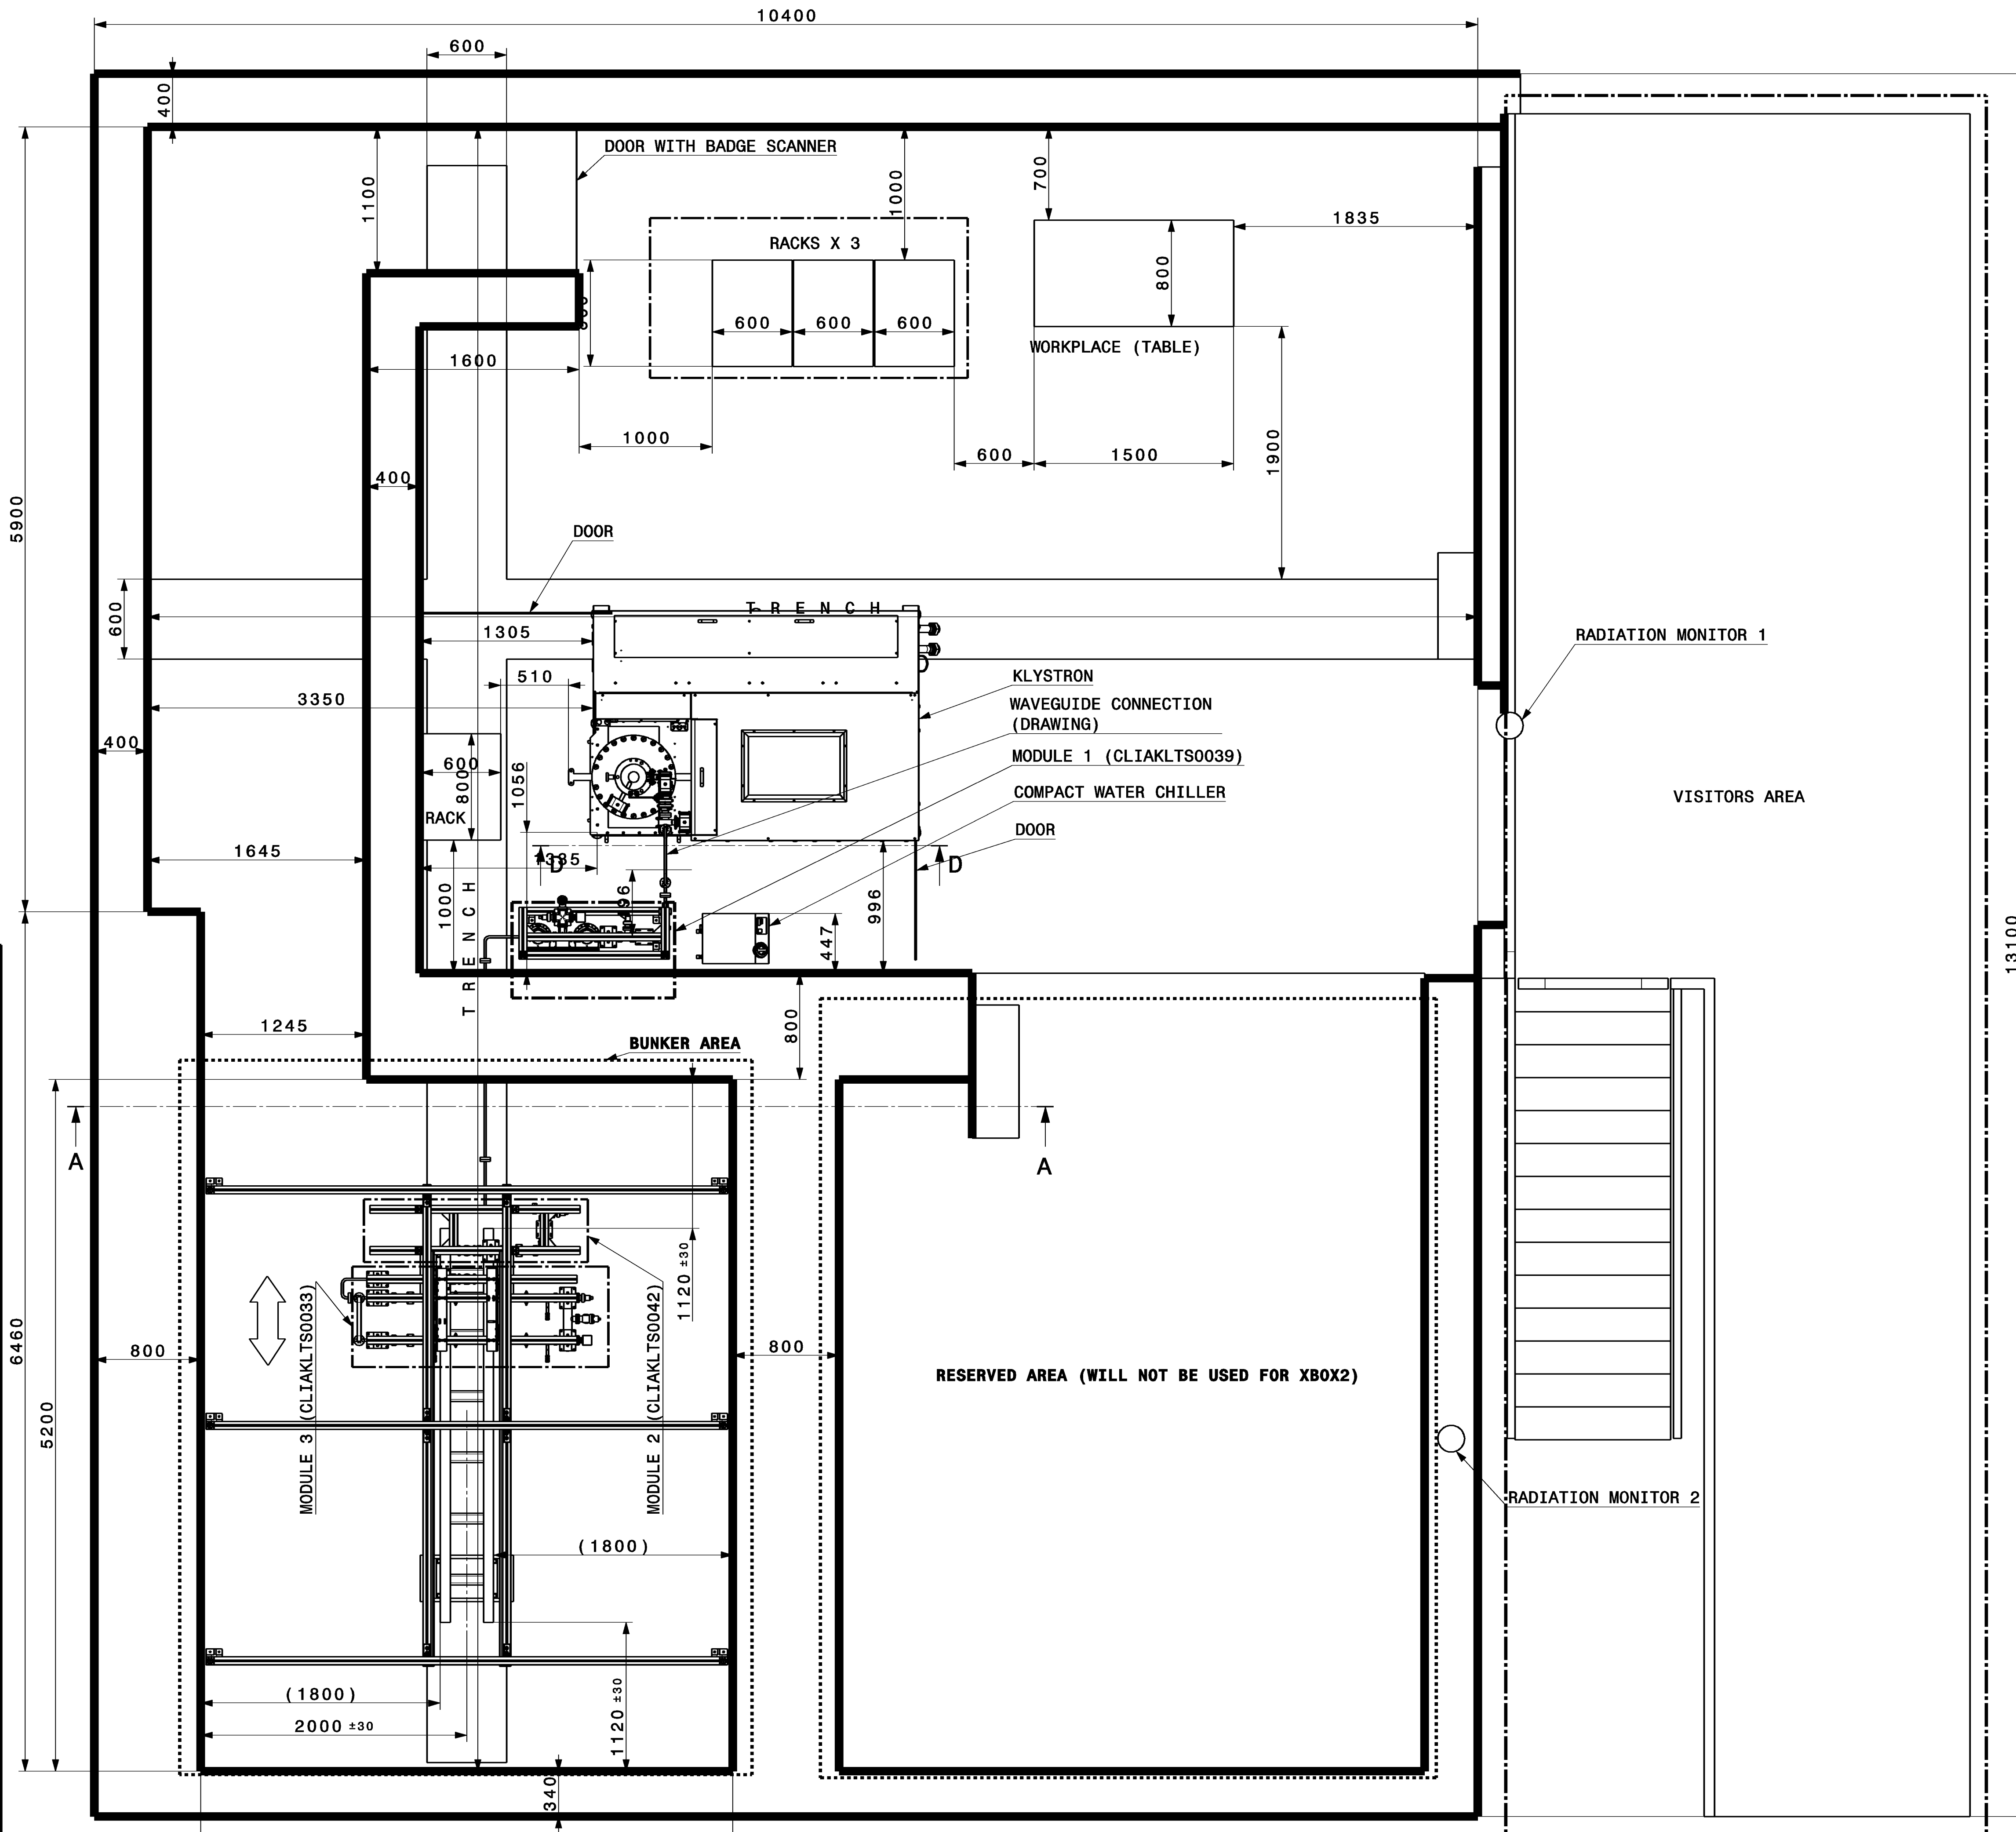 10400
600
400
DOOR WITH BADGE SCANNER
1100
1000
700
1835
RACKS X 3
800
600
600
600
WORKPLACE (TABLE)
1600
1000
600
1500
1900
400
5900
DOOR
600
T R E N C H
1305
RADIATION MONITOR 1
510
KLYSTRON
3350
WAVEGUIDE CONNECTION
(DRAWING)
400
MODULE 1 (CLIAKLTS0039)
600
800
1056
COMPACT WATER CHILLER
VISITORS AREA
RACK
DOOR
1645
1335
D
D
1000
T R E N C H
996
447
13100
1245
800
BUNKER AREA
A
A
1120 ±30
MODULE 3 (CLIAKLTS0033)
MODULE 2 (CLIAKLTS0042)
6460
800
800
RESERVED AREA (WILL NOT BE USED FOR XBOX2)
5200
RADIATION MONITOR 2
(1800)
(1800)
2000 ±30
1120 ±30
340